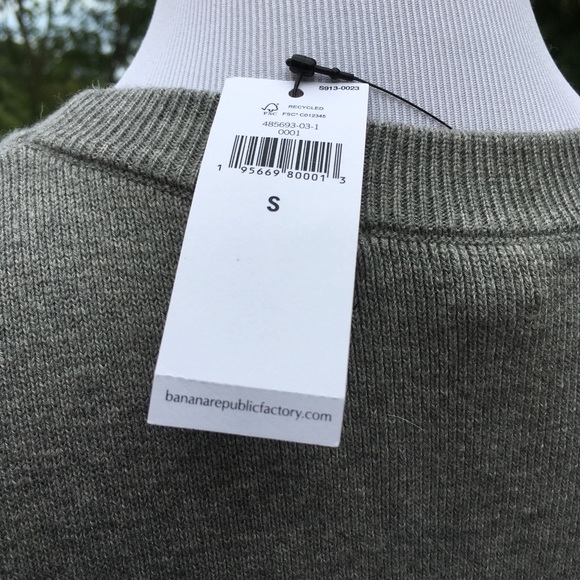 S913-0023
RECYCLED
FSC FSC® C012345
485693-03-1
0001
1 95669 80001 3
S
bananarepublicfactory.com